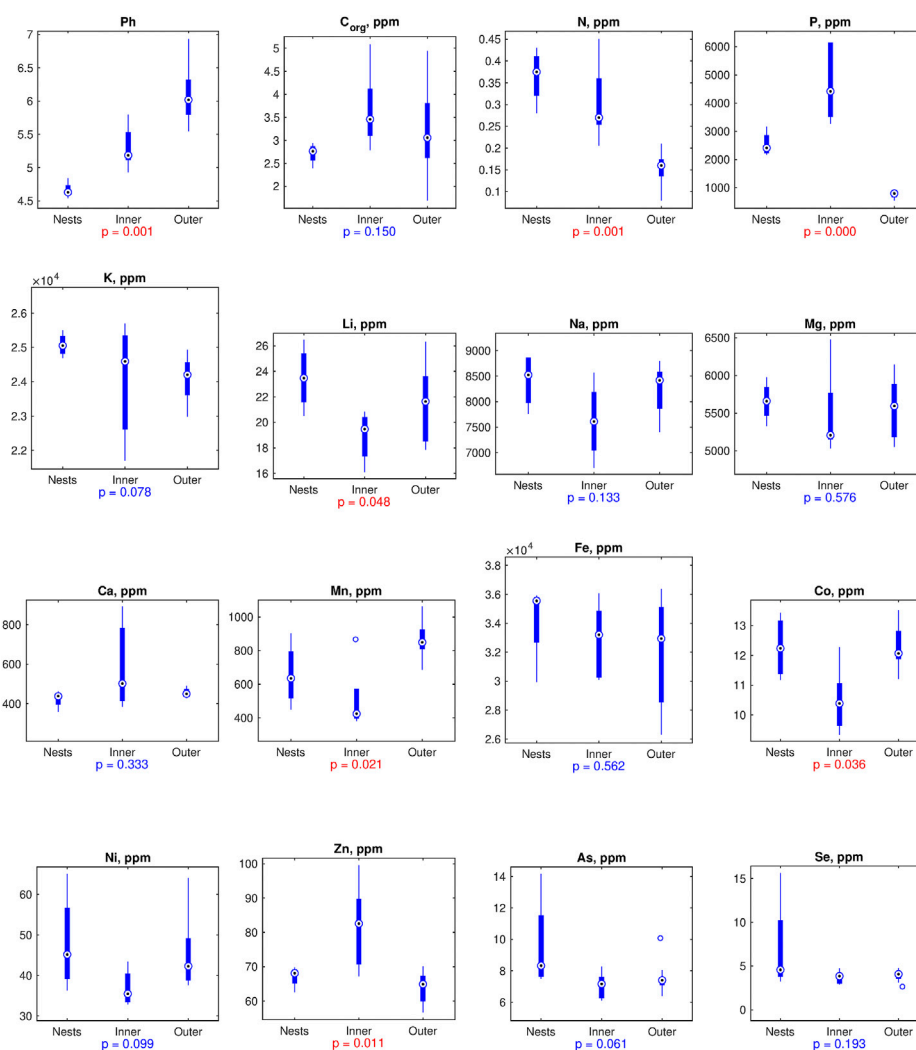 Ph
7
6.5
6
5.5
5
4.5
Nests Inner Outer
p = 0.001
C_org, ppm
5
4.5
4
3.5
3
2.5
2
Nests Inner Outer
p = 0.150
N, ppm
0.45
0.4
0.35
0.3
0.25
0.2
0.15
0.1
Nests Inner Outer
p = 0.001
P, ppm
6000
5000
4000
3000
2000
1000
Nests Inner Outer
p = 0.000
K, ppm
×10⁴
2.6
2.5
2.4
2.3
2.2
Nests Inner Outer
p = 0.078
Li, ppm
26
24
22
20
18
16
Nests Inner Outer
p = 0.048
Na, ppm
9000
8500
8000
7500
7000
Nests Inner Outer
p = 0.133
Mg, ppm
6500
6000
5500
5000
Nests Inner Outer
p = 0.576
Ca, ppm
800
600
400
Nests Inner Outer
p = 0.333
Mn, ppm
1000
800
600
400
Nests Inner Outer
p = 0.021
Fe, ppm
×10⁴
3.8
3.6
3.4
3.2
3
2.8
2.6
Nests Inner Outer
p = 0.562
Co, ppm
13
12
11
10
Nests Inner Outer
p = 0.036
Ni, ppm
60
50
40
30
Nests Inner Outer
p = 0.099
Zn, ppm
100
90
80
70
60
Nests Inner Outer
p = 0.011
As, ppm
14
12
10
8
6
Nests Inner Outer
p = 0.061
Se, ppm
15
10
5
0
Nests Inner Outer
p = 0.193